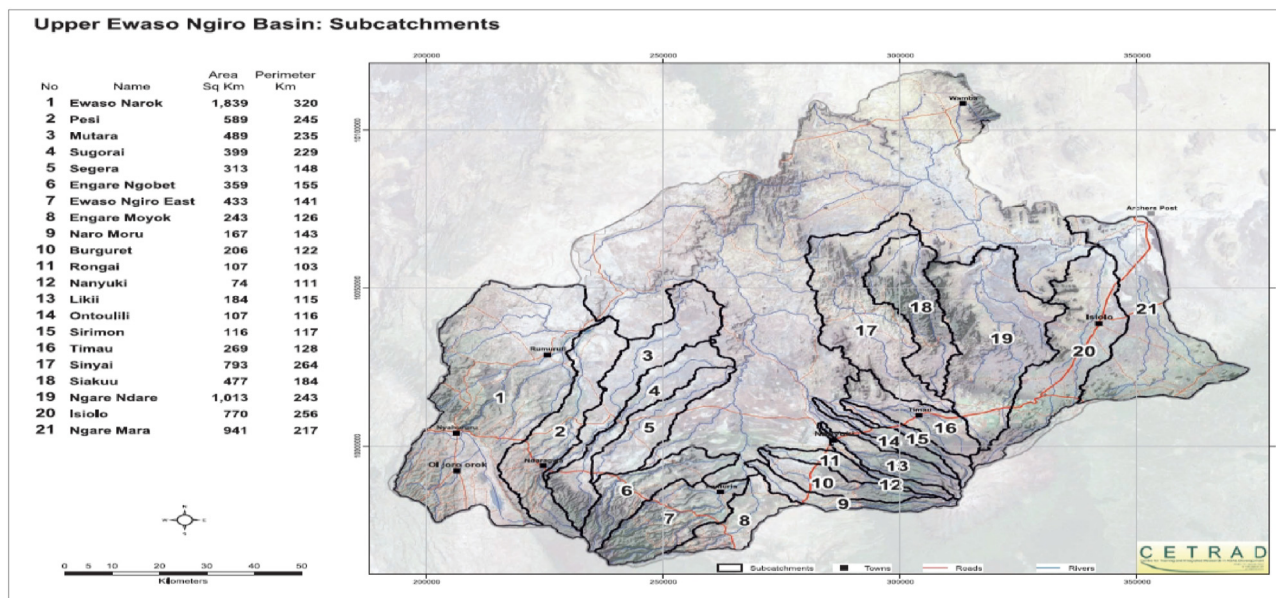 Upper Ewaso Ngiro Basin: Subcatchments
No Name Area Sq Km Perimeter Km
1 Ewaso Narok 1,839 320
2 Pesi 589 245
3 Mutara 489 235
4 Sugorai 399 229
5 Segera 313 148
6 Engare Ngobet 359 155
7 Ewaso Ngiro East 433 141
8 Engare Moyok 243 126
9 Naro Moru 167 143
10 Burguret 206 122
11 Rongai 107 103
12 Nanyuki 74 111
13 Likii 184 115
14 Ontoulili 107 116
15 Sirimon 116 117
16 Timau 269 128
17 Sinyai 793 264
18 Siakuu 477 184
19 Ngare Ndare 1,013 243
20 Isiolo 770 256
21 Ngare Mara 941 217
N
W E
S
0 5 10 20 30 40 50
Kilometers
200000 250000 300000 350000
10100000
Wamba
Archers Post
10050000
18
21
17
Isiolo
19
Rumuruti
3
20
4
1
Timau
2
5
16
Nyahururu
14 15
10000000
11
Ol joro orok
13
6
10
12
9
7
8
CETRAD
Subcatchments Towns Roads Rivers
200000 250000 300000 350000